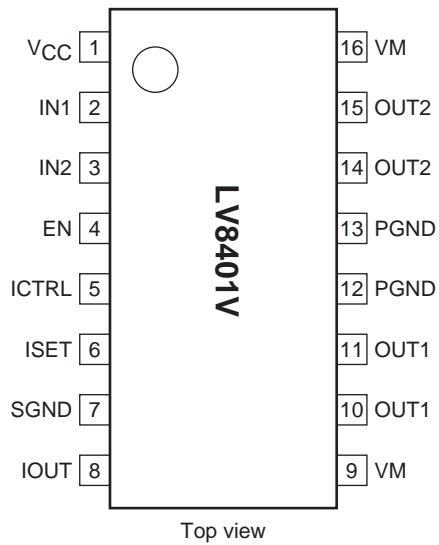 VCC 1 16 VM
IN1 2 15 OUT2
IN2 3 14 OUT2
EN 4 13 PGND
ICTRL 5 12 PGND
ISET 6 11 OUT1
SGND 7 10 OUT1
IOUT 8 9 VM
LV8401V
Top view